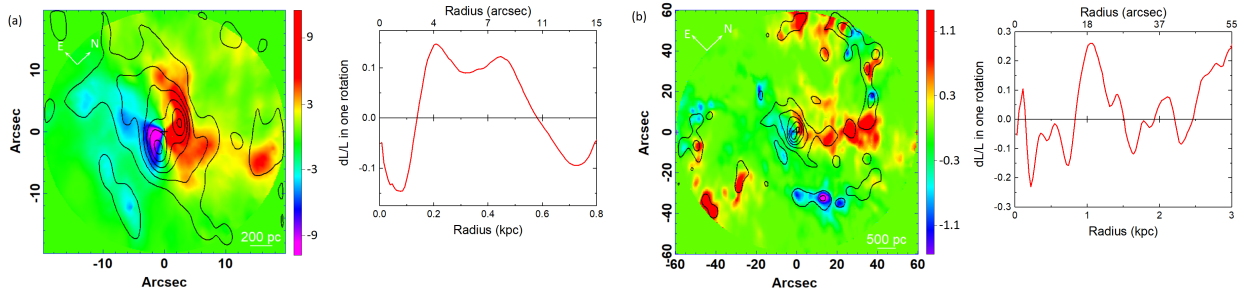 (a)
E
N
10
0
-10
Arcsec
-10
0
10
Arcsec
200 pc
9
3
-3
-9
Radius (arcsec)
0 4 7 11 15
dL/L in one rotation
0.1
0.0
-0.1
0.0 0.2 0.4 0.6 0.8
Radius (kpc)
(b)
E
N
60
40
20
0
-20
-40
-60
Arcsec
-60 -40 -20 0 20 40 60
Arcsec
500 pc
1.1
0.3
-0.3
-1.1
Radius (arcsec)
0 18 37 55
dL/L in one rotation
0.3
0.2
0.1
0.0
-0.1
-0.2
-0.3
0 1 2 3
Radius (kpc)